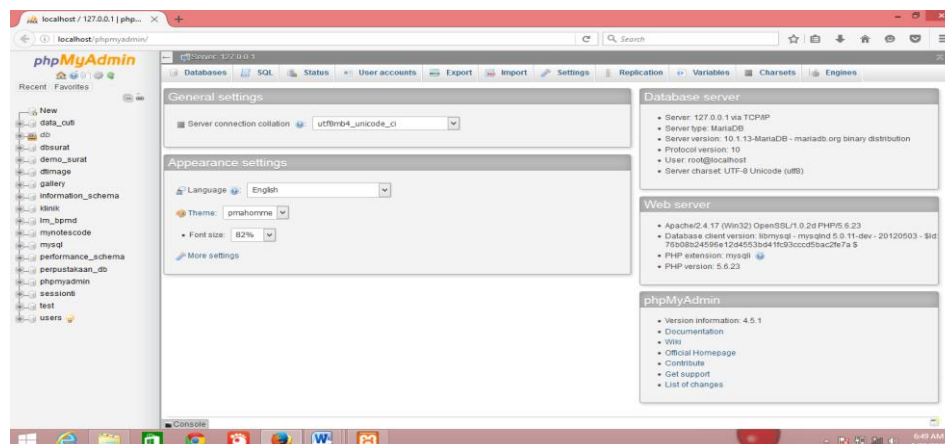 localhost / 127.0.0.1 | php...
localhost/phpmyadmin/
Search
phpMyAdmin
Recent Favorites
New
data_cuti
db
dbsurat
demo_surat
dtimage
gallery
information_schema
klinik
lm_bpmd
mynotescode
mysql
performance_schema
perpustakaan_db
phpmyadmin
sessionti
test
users
Server: 127.0.0.1
Databases SQL Status User accounts Export Import Settings Replication Variables Charsets Engines
General settings
Server connection collation : utf8mb4_unicode_ci
Appearance settings
Language : English
Theme: pmahomme
Font size: 82%
More settings
Database server
Server: 127.0.0.1 via TCP/IP
Server type: MariaDB
Server version: 10.1.13-MariaDB - mariadb.org binary distribution
Protocol version: 10
User: root@localhost
Server charset: UTF-8 Unicode (utf8)
Web server
Apache/2.4.17 (Win32) OpenSSL/1.0.2d PHP/5.6.23
Database client version: libmysql - mysqlnd 5.0.11-dev - 20120503 - $Id:
76b08b24596e12d4553bd41fc93cccd5bac2fe7a $
PHP extension: mysqli
PHP version: 5.6.23
phpMyAdmin
Version information: 4.5.1
Documentation
Wiki
Official Homepage
Contribute
Get support
List of changes
Console
6:49 AM